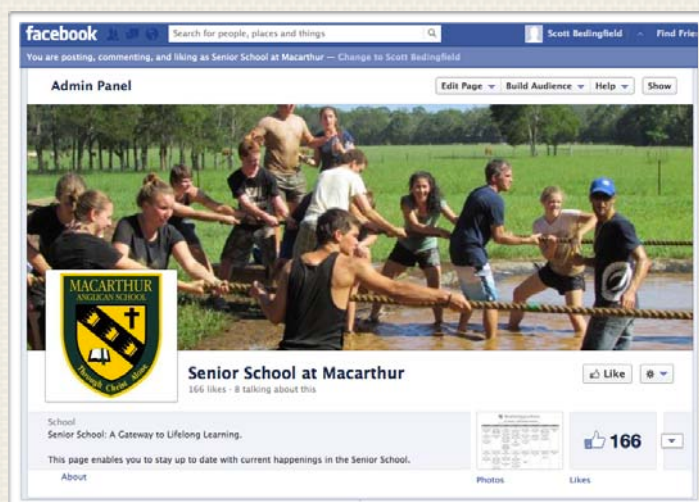 facebook
Search for people, places and things
Scott Bedingfield
Find Frie
You are posting, commenting, and liking as Senior School at Macarthur — Change to Scott Bedingfield
Admin Panel
Edit Page
Build Audience
Help
Show
MACARTHUR
ANGLICAN SCHOOL
Through Christ Alone
Senior School at Macarthur
166 likes · 8 talking about this
Like
School
Senior School: A Gateway to Lifelong Learning.
This page enables you to stay up to date with current happenings in the Senior School.
About
166
Photos
Likes